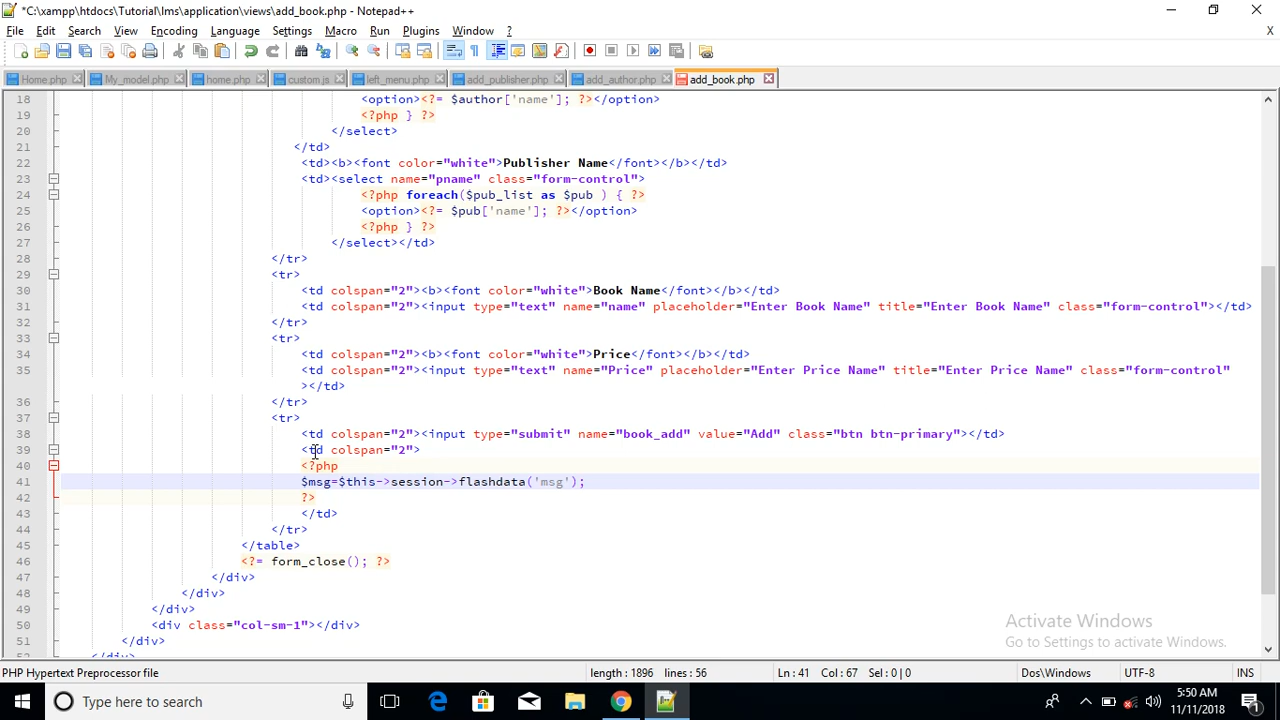 *C:\xampp\htdocs\Tutorial\lms\application\views\add_book.php - Notepad++
File Edit Search View Encoding Language Settings Macro Run Plugins Window ? X
Home.php My_model.php home.php custom.js left_menu.php add_publisher.php add_author.php add_book.php
18 <option><?= $author['name']; ?></option>
19 <?php } ?>
20 </select>
21 </td>
22 <td><b><font color="white">Publisher Name</font></b></td>
23 <td><select name="pname" class="form-control">
24 <?php foreach($pub_list as $pub ) { ?>
25 <option><?= $pub['name']; ?></option>
26 <?php } ?>
27 </select></td>
28 </tr>
29 <tr>
30 <td colspan="2"><b><font color="white">Book Name</font></b></td>
31 <td colspan="2"><input type="text" name="name" placeholder="Enter Book Name" title="Enter Book Name" class="form-control"></td>
32 </tr>
33 <tr>
34 <td colspan="2"><b><font color="white">Price</font></b></td>
35 <td colspan="2"><input type="text" name="Price" placeholder="Enter Price Name" title="Enter Price Name" class="form-control"
></td>
36 </tr>
37 <tr>
38 <td colspan="2"><input type="submit" name="book_add" value="Add" class="btn btn-primary"></td>
39 <td colspan="2">
40 <?php
41 $msg=$this->session->flashdata('msg');
42 ?>
43 </td>
44 </tr>
45 </table>
46 <?= form_close(); ?>
47 </div>
48 </div>
49 </div>
50 <div class="col-sm-1"></div>
51 </div>
52 </div>
Activate Windows
Go to Settings to activate Windows.
PHP Hypertext Preprocessor file length : 1896 lines : 56 Ln : 41 Col : 67 Sel : 0 | 0 Dos\Windows UTF-8 INS
Type here to search
5:50 AM
11/11/2018
1